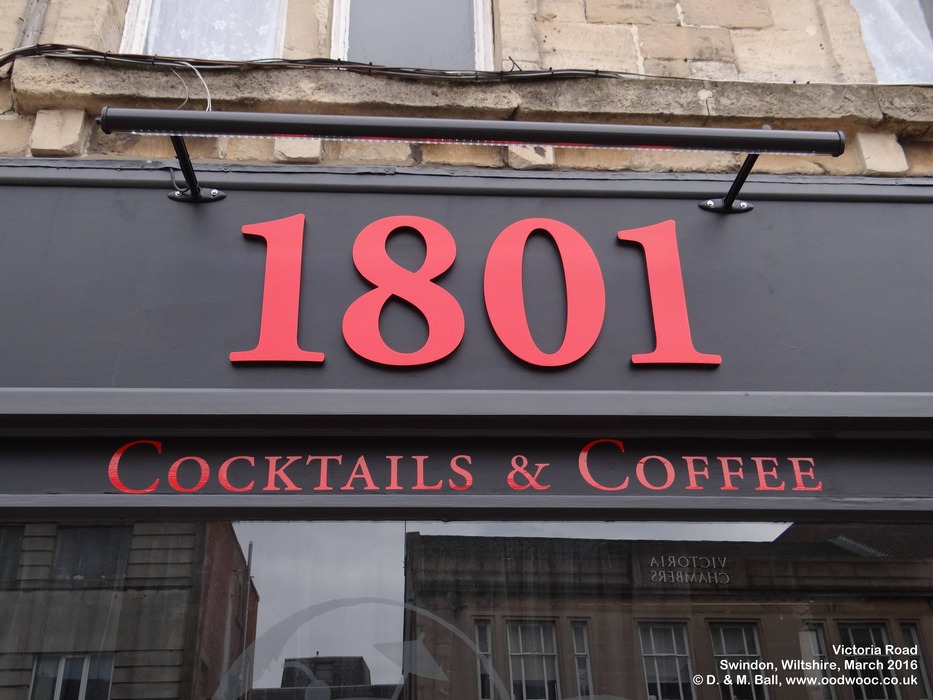 1801
COCKTAILS & COFFEE
VICTORIA
CHAMBERS
Victoria Road
Swindon, Wiltshire, March 2016
© D. & M. Ball, www.oodwooc.co.uk